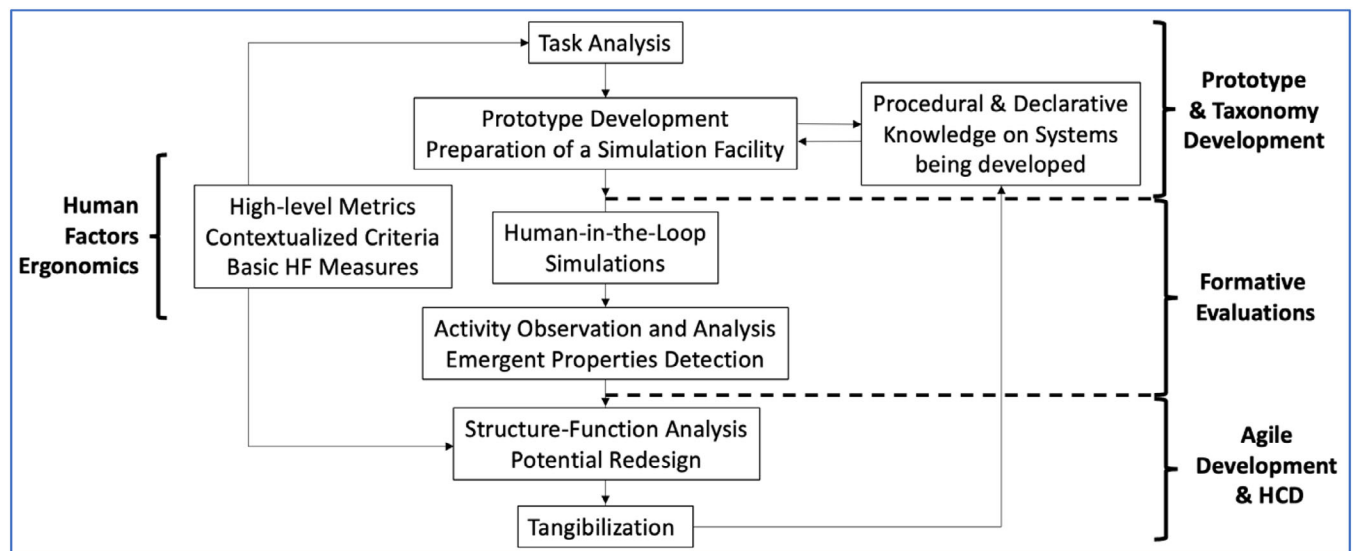 Task Analysis
Prototype Development
Preparation of a Simulation Facility
Procedural & Declarative
Knowledge on Systems
being developed
Prototype
& Taxonomy
Development
Human
Factors
Ergonomics
High-level Metrics
Contextualized Criteria
Basic HF Measures
Human-in-the-Loop
Simulations
Activity Observation and Analysis
Emergent Properties Detection
Formative
Evaluations
Structure-Function Analysis
Potential Redesign
Tangibilization
Agile
Development
& HCD